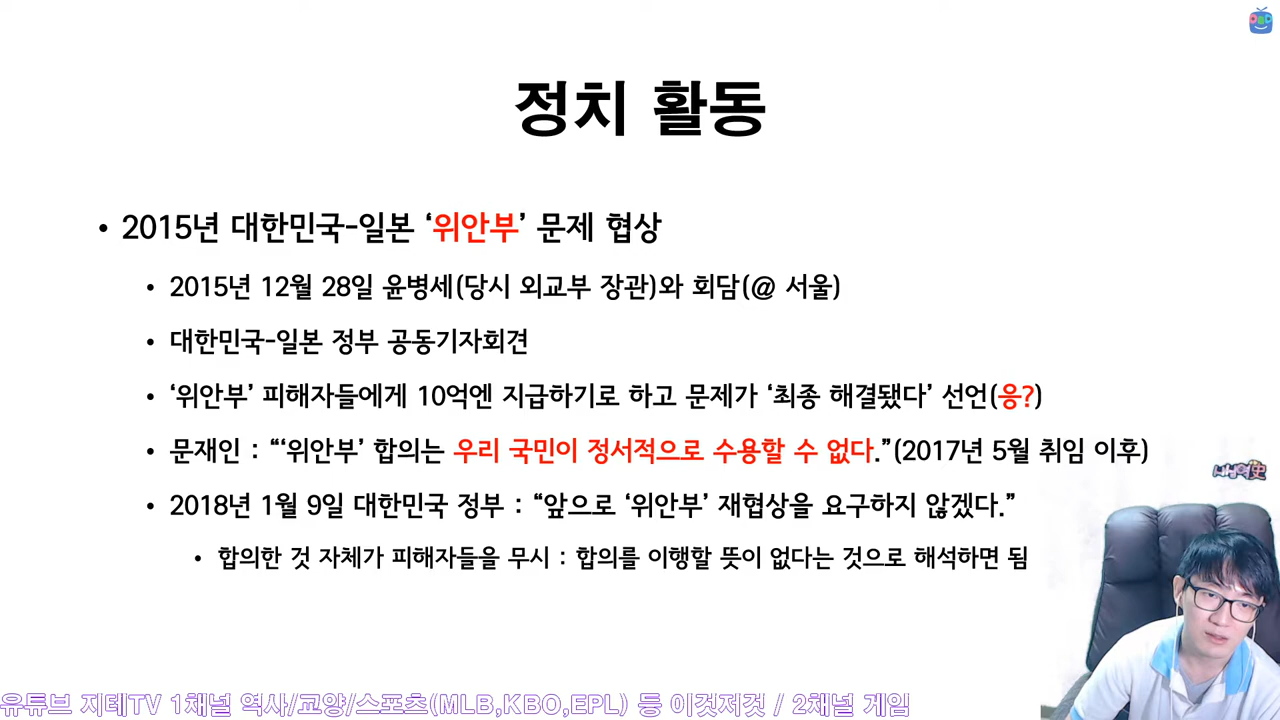 정치 활동
• 2015년 대한민국-일본 ‘위안부’ 문제 협상
• 2015년 12월 28일 윤병세(당시 외교부 장관)와 회담(@ 서울)
• 대한민국-일본 정부 공동기자회견
• ‘위안부’ 피해자들에게 10억엔 지급하기로 하고 문제가 ‘최종 해결됐다’ 선언(응?)
• 문재인 : “‘위안부’ 합의는 우리 국민이 정서적으로 수용할 수 없다.”(2017년 5월 취임 이후)
• 2018년 1월 9일 대한민국 정부 : “앞으로 ‘위안부’ 재협상을 요구하지 않겠다.”
• 합의한 것 자체가 피해자들을 무시 : 합의를 이행할 뜻이 없다는 것으로 해석하면 됨
유튜브 지테TV 1채널 역사/교양/스포츠(MLB,KBO,EPL) 등 이것저것 / 2채널 게임